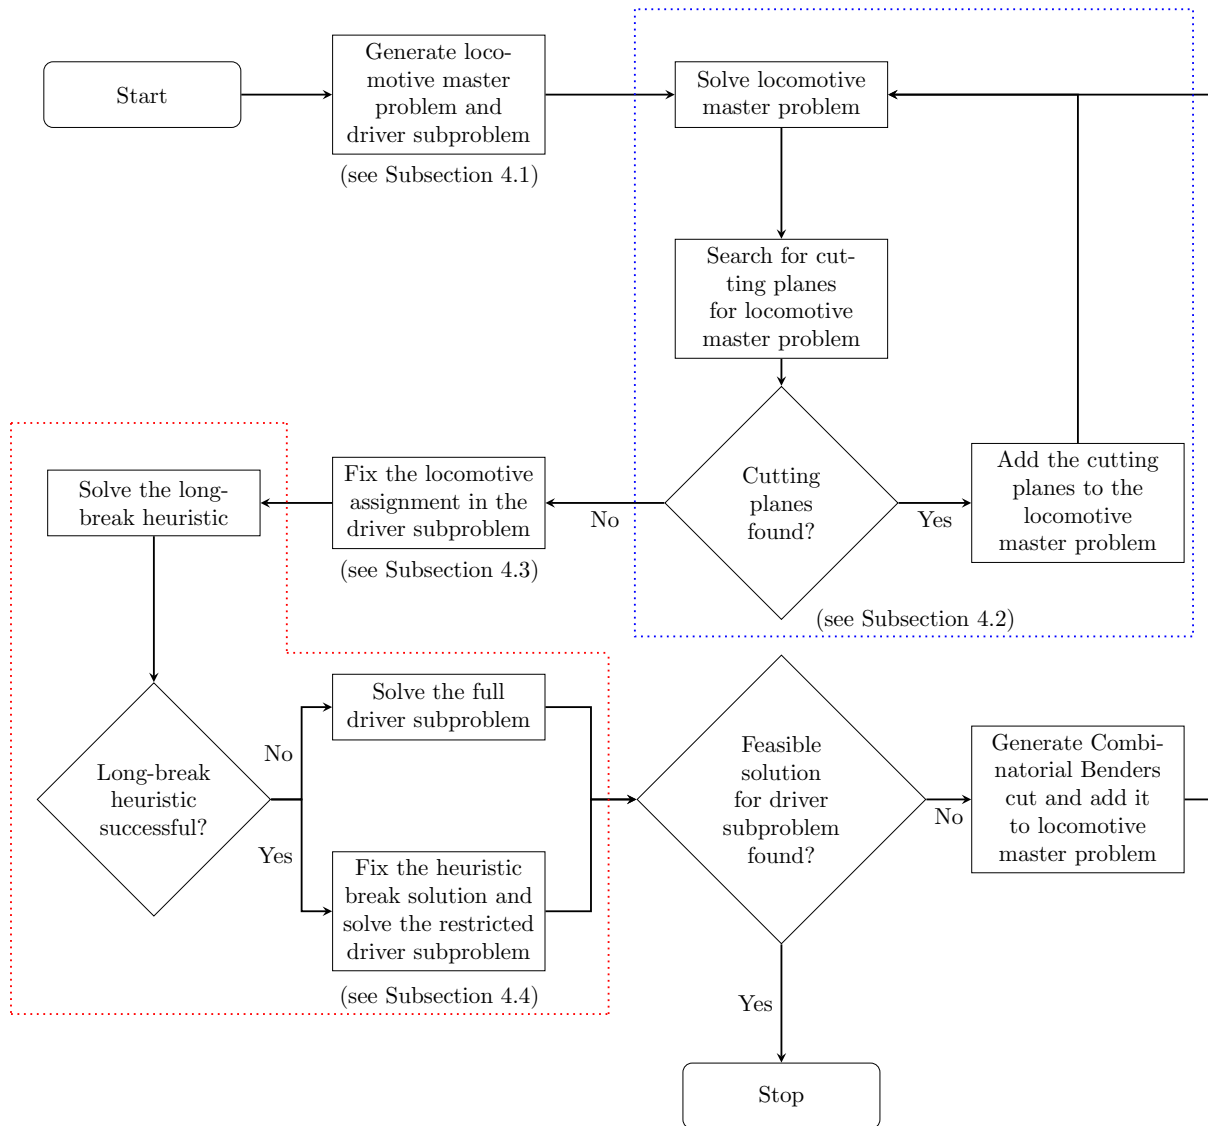 Start
Generate loco-
motive master
problem and
driver subproblem
(see Subsection 4.1)
Solve locomotive
master problem
Search for cut-
ting planes
for locomotive
master problem
Cutting
planes
found?
Yes
Add the cutting
planes to the
locomotive
master problem
(see Subsection 4.2)
No
Fix the locomotive
assignment in the
driver subproblem
(see Subsection 4.3)
Solve the long-
break heuristic
Long-break
heuristic
successful?
No
Solve the full
driver subproblem
Yes
Fix the heuristic
break solution and
solve the restricted
driver subproblem
(see Subsection 4.4)
Feasible
solution
for driver
subproblem
found?
No
Generate Combi-
natorial Benders
cut and add it
to locomotive
master problem
Yes
Stop